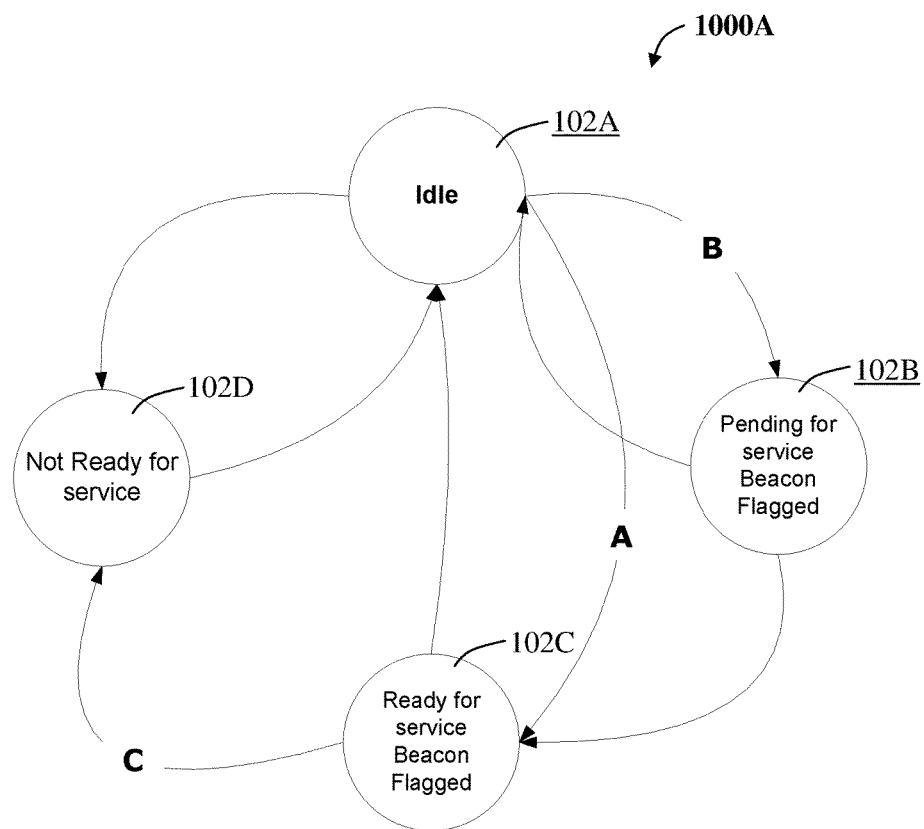 1000A
102A
Idle
B
102D
102B
Not Ready for
service
Pending for
service
Beacon
Flagged
A
102C
Ready for
service
Beacon
Flagged
C